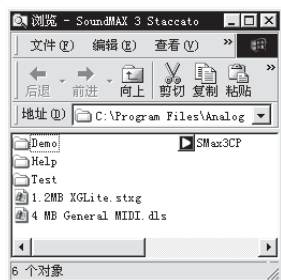 浏览 - SoundMAX 3 Staccato
文件(F) 编辑(E) 查看(V) »
后退 前进 向上 剪切 复制 粘贴 »
地址(D) C:\Program Files\Analog
Demo
Help
Test
1.2MB XGLite.stxg
4 MB General MIDI.dls
SMax3CP
6 个对象